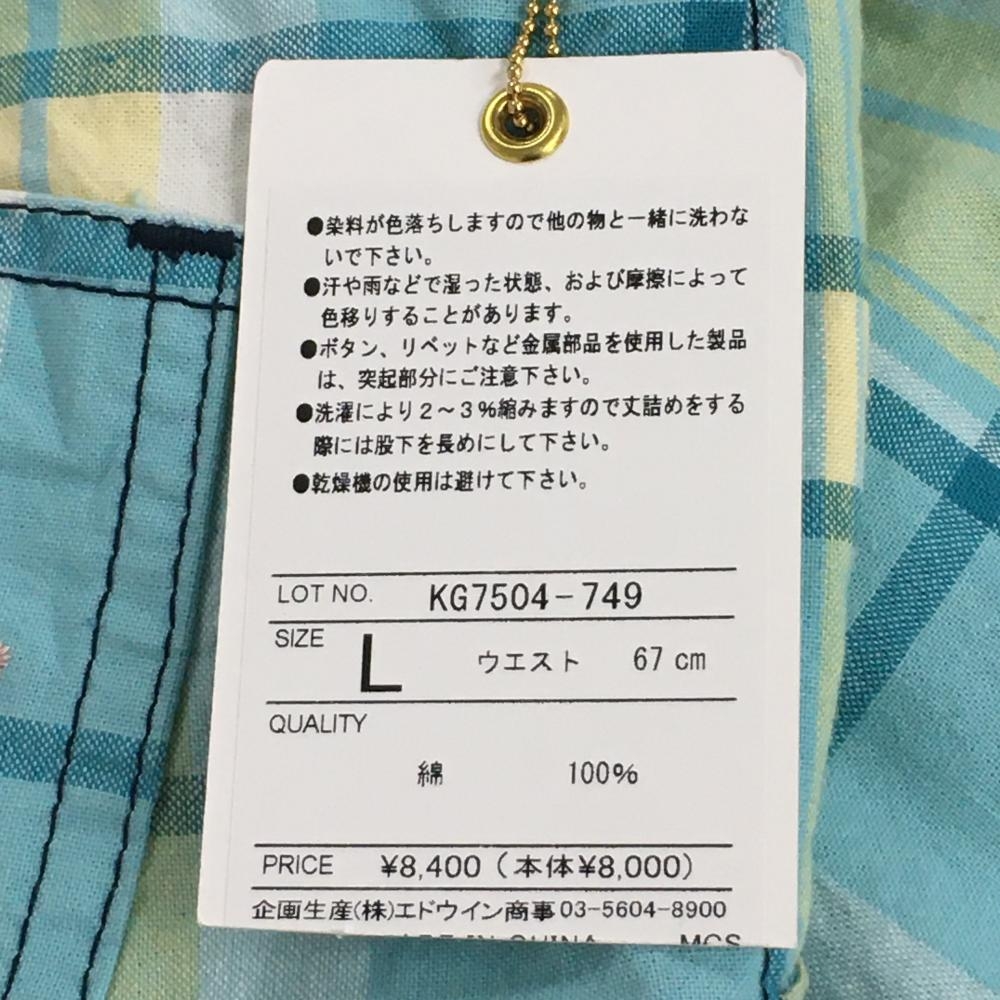 ●染料が色落ちしますので他の物と一緒に洗わな
いで下さい。
●汗や雨などで湿った状態、および摩擦によって
色移りすることがあります。
●ボタン、リベットなど金属部品を使用した製品
は、突起部分にご注意下さい。
●洗濯により2～3%縮みますので丈詰めをする
際には股下を長めにして下さい。
●乾燥機の使用は避けて下さい。
LOT NO. KG7504-749
SIZE L ウエスト 67 cm
QUALITY
綿 100%
PRICE ¥8,400 (本体¥8,000)
企画生産(株)エドウイン商事 03-5604-8900
MADE IN CHINA MCS